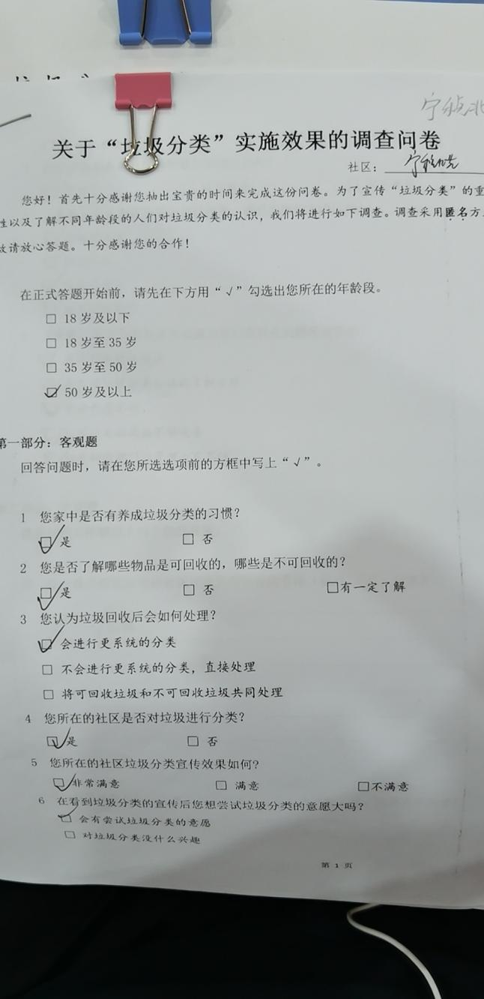 关于“垃圾分类”实施效果的调查问卷
社区：
您好！首先十分感谢您抽出宝贵的时间来完成这份问卷。为了宣传“垃圾分类”的重
性以及了解不同年龄段的人们对垃圾分类的认识，我们将进行如下调查。调查采用匿名方
故请放心答题。十分感谢您的合作！
在正式答题开始前，请先在下方用“√”勾选出您所在的年龄段。
□ 18 岁及以下
□ 18 岁至 35 岁
□ 35 岁至 50 岁
☑ 50 岁及以上
第一部分：客观题
回答问题时，请在您所选选项前的方框中写上“√”。
1 您家中是否有养成垃圾分类的习惯？
☑ 是 □ 否
2 您是否了解哪些物品是可回收的，哪些是不可回收的？
☑ 是 □ 否 □有一定了解
3 您认为垃圾回收后会如何处理？
☑ 会进行更系统的分类
□ 不会进行更系统的分类，直接处理
□ 将可回收垃圾和不可回收垃圾共同处理
4 您所在的社区是否对垃圾进行分类？
☑ 是 □ 否
5 您所在的社区垃圾分类宣传效果如何？
☑ 非常满意 □ 满意 □不满意
6 在看到垃圾分类的宣传后您想尝试垃圾分类的意愿大吗？
☑ 会有尝试垃圾分类的意愿
□ 对垃圾分类没什么兴趣
第 1 页